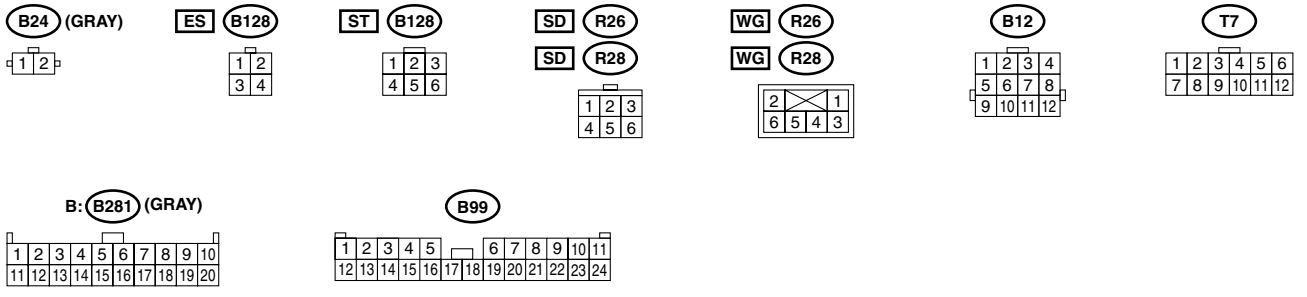 B24 (GRAY) ES B128 ST B128 SD R26 WG R26 B12 T7
SD R28 WG R28
1 2
1 2
3 4
1 2 3
4 5 6
1 2 3
4 5 6
2 1
6 5 4 3
1 2 3 4
5 6 7 8
9 10 11 12
1 2 3 4 5 6
7 8 9 10 11 12
B: B281 (GRAY) B99
1 2 3 4 5 6 7 8 9 10
11 12 13 14 15 16 17 18 19 20
1 2 3 4 5 6 7 8 9 10 11
12 13 14 15 16 17 18 19 20 21 22 23 24